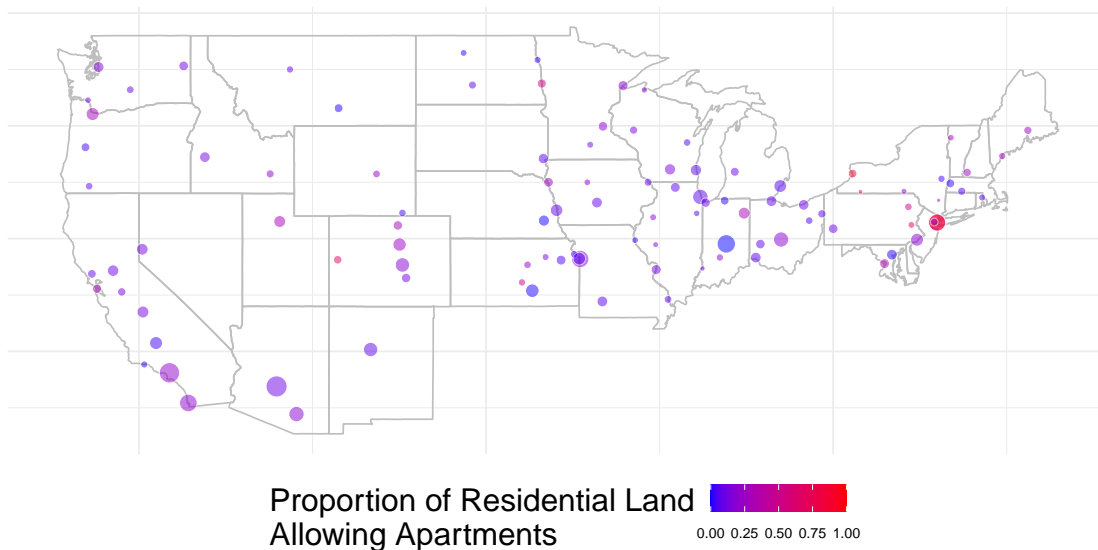 Proportion of Residential Land
Allowing Apartments
0.00 0.25 0.50 0.75 1.00